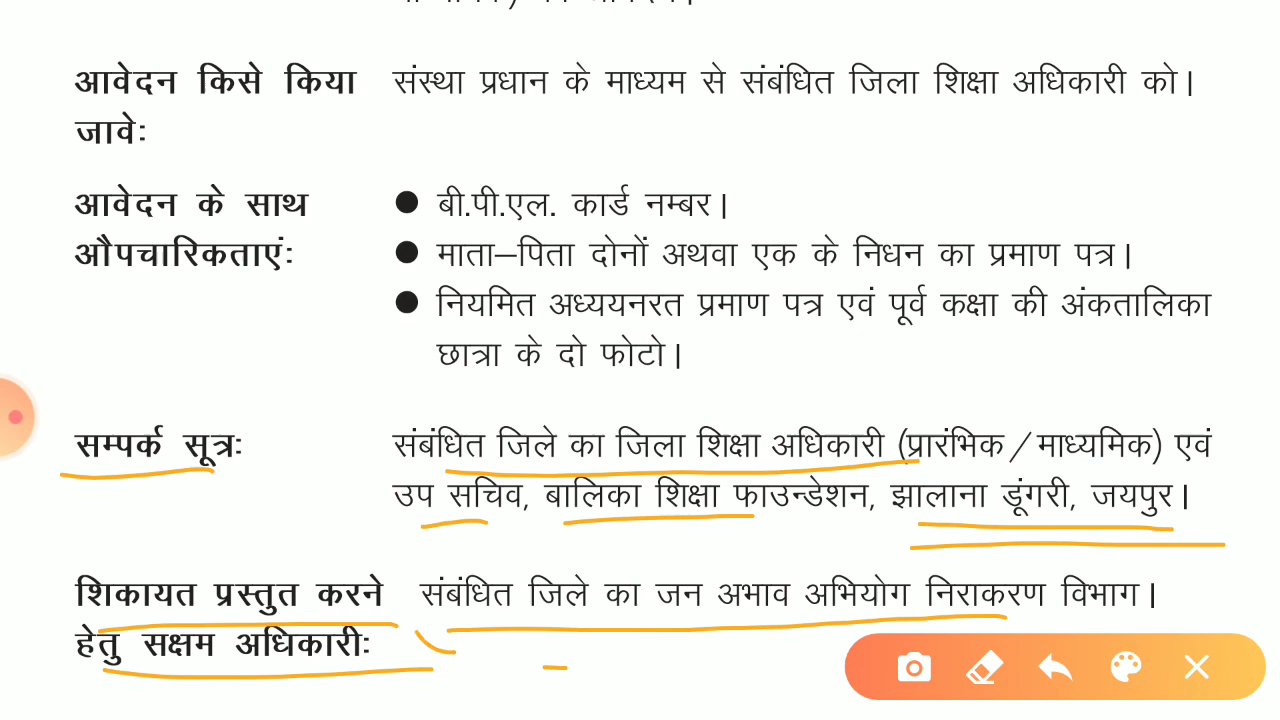 आवेदन किसे किया संस्था प्रधान के माध्यम से संबंधित जिला शिक्षा अधिकारी को।
जावेः
आवेदन के साथ ● बी.पी.एल. कार्ड नम्बर।
औपचारिकताएंः ● माता–पिता दोनों अथवा एक के निधन का प्रमाण पत्र।
● नियमित अध्ययनरत प्रमाण पत्र एवं पूर्व कक्षा की अंकतालिका
छात्रा के दो फोटो।
सम्पर्क सूत्रः संबंधित जिले का जिला शिक्षा अधिकारी (प्रारंभिक/माध्यमिक) एवं
उप सचिव, बालिका शिक्षा फाउन्डेशन, झालाना डूंगरी, जयपुर।
शिकायत प्रस्तुत करने संबंधित जिले का जन अभाव अभियोग निराकरण विभाग।
हेतु सक्षम अधिकारीः